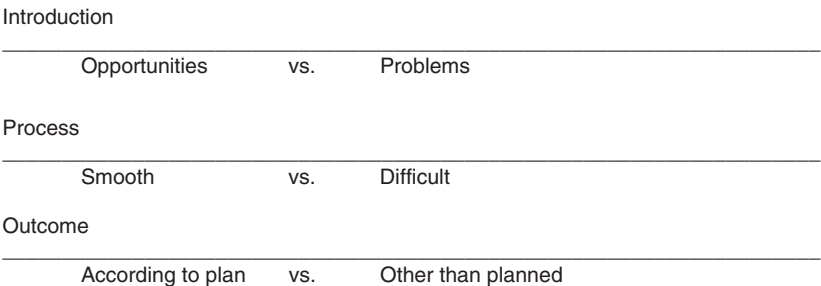 Introduction
Opportunities vs. Problems
Process
Smooth vs. Difficult
Outcome
According to plan vs. Other than planned